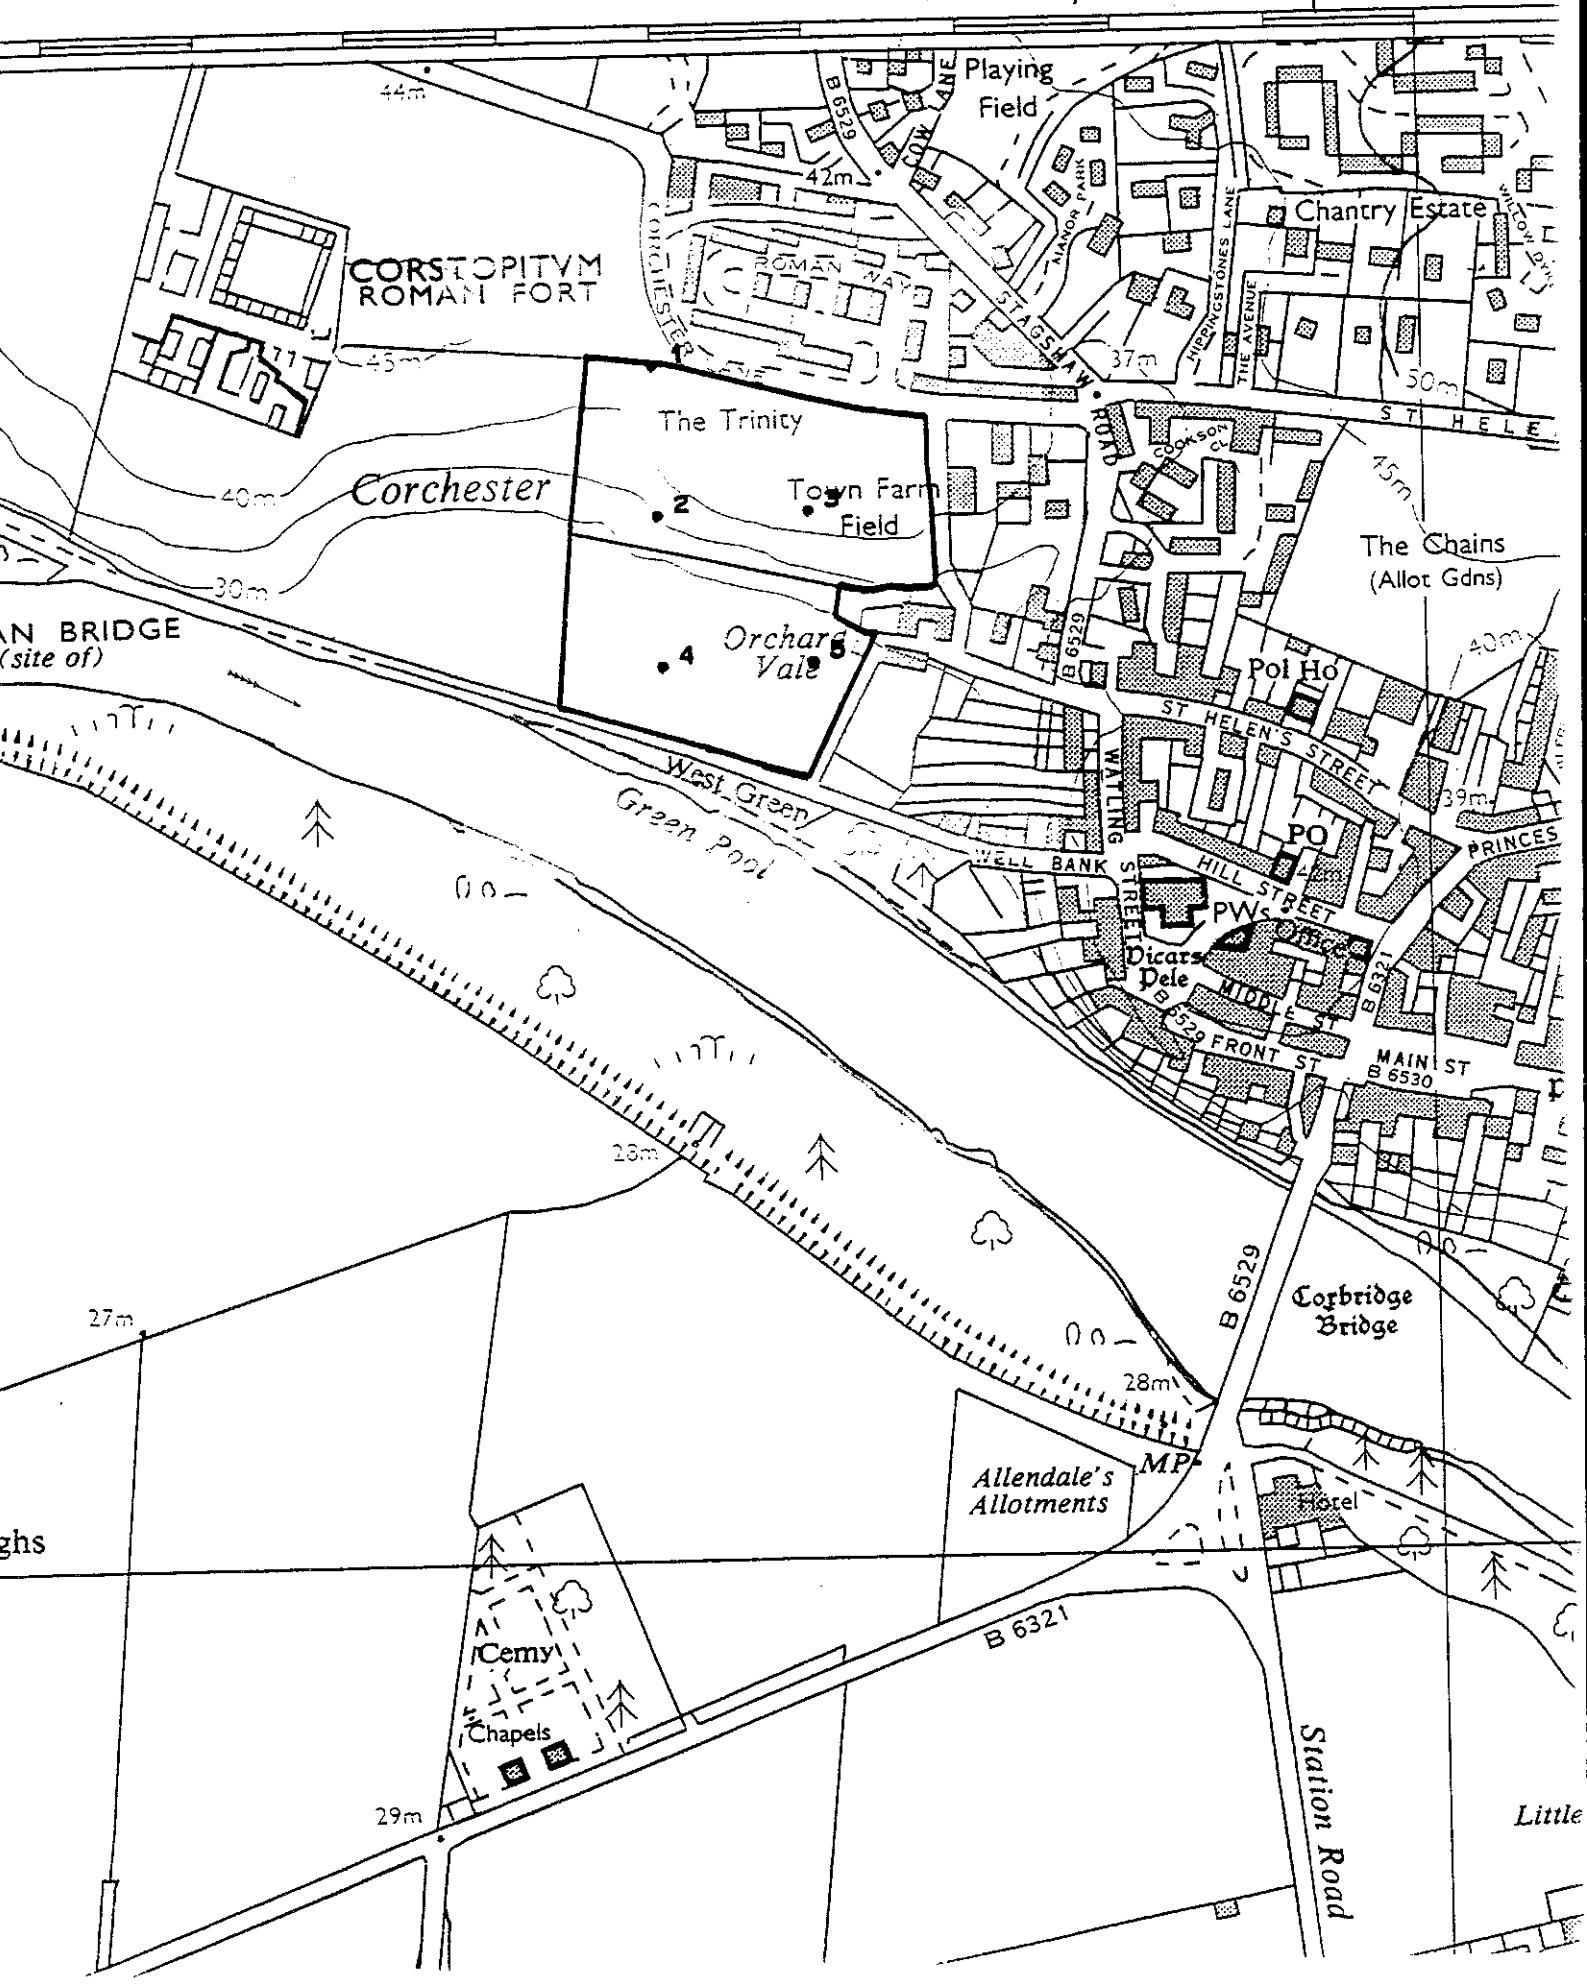 44m
B 6529
COW LANE
Playing
Field
42m
MANOR PARK
HIPPINGSTONES LANE
Chantry Estate
CORSTOPITVM
ROMAN FORT
CORCHESTER
LANE
ROMAN WAY
STAGSHAW
ROAD
THE AVENUE
37m
50m
ST HELE
45m
1
The Trinity
COOKSON
CL
45m
40m
Corchester
2
3
Town Farm
Field
The Chains
(Allot Gdns)
30m
AN BRIDGE
(site of)
Orchard
Vale
4
5
B 6529
40m
Pol Ho
ST HELEN'S STREET
West Green
Green Pool
WATLING
STREET
39m
PO
PRINCES
WELL BANK
HILL STREET
42m
PWs
Office
Vicars
Pele
MIDDLE ST
B 6321
B 6529
FRONT ST
MAIN ST
B 6530
28m
B 6529
Corbridge
Bridge
27m
28m
MP
Allendale's
Allotments
Hotel
ghs
B 6321
Cemy
Chapels
29m
Station Road
Little